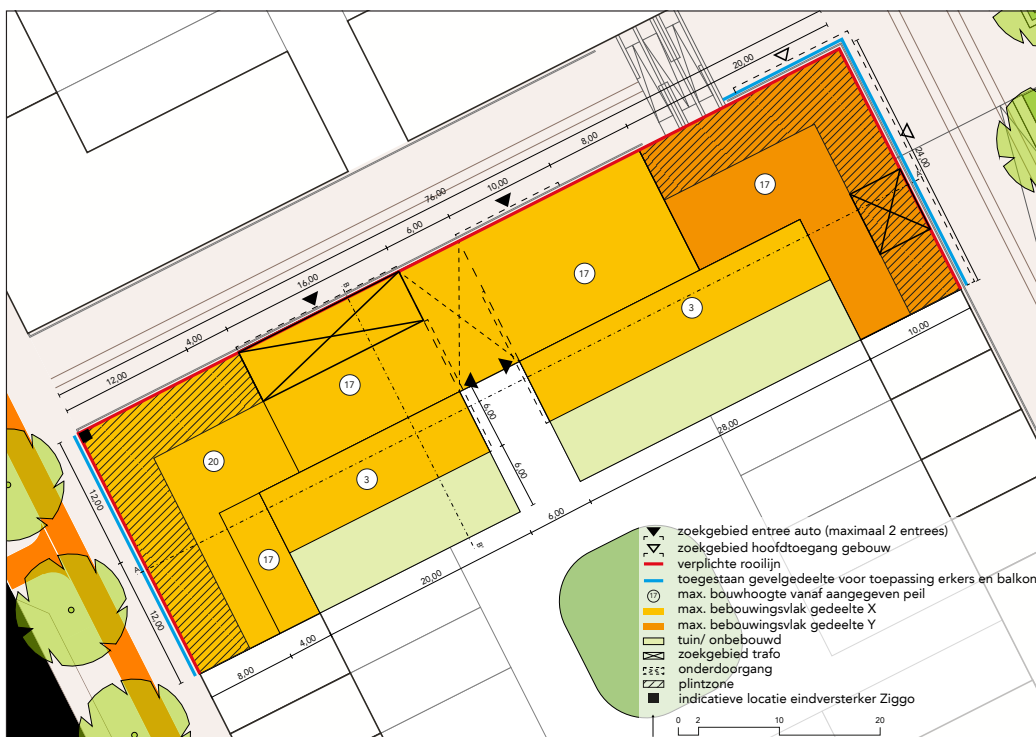 20,00
24,00
8,00
76,00
10,00
6,00
16,00
4,00
12,00
17
17
17
17
20
3
3
A'
A
B
B'
12,00
12,00
6,00
6,00
10,00
28,00
6,00
20,00
4,00
8,00
zoekgebied entree auto (maximaal 2 entrees)
zoekgebied hoofdtoegang gebouw
verplichte rooilijn
toegestaan gevelgedeelte voor toepassing erkers en balkon
17 max. bouwhoogte vanaf aangegeven peil
max. bebouwingsvlak gedeelte X
max. bebouwingsvlak gedeelte Y
tuin/ onbebouwd
zoekgebied trafo
onderdoorgang
plintzone
indicatieve locatie eindversterker Ziggo
0 2 10 20